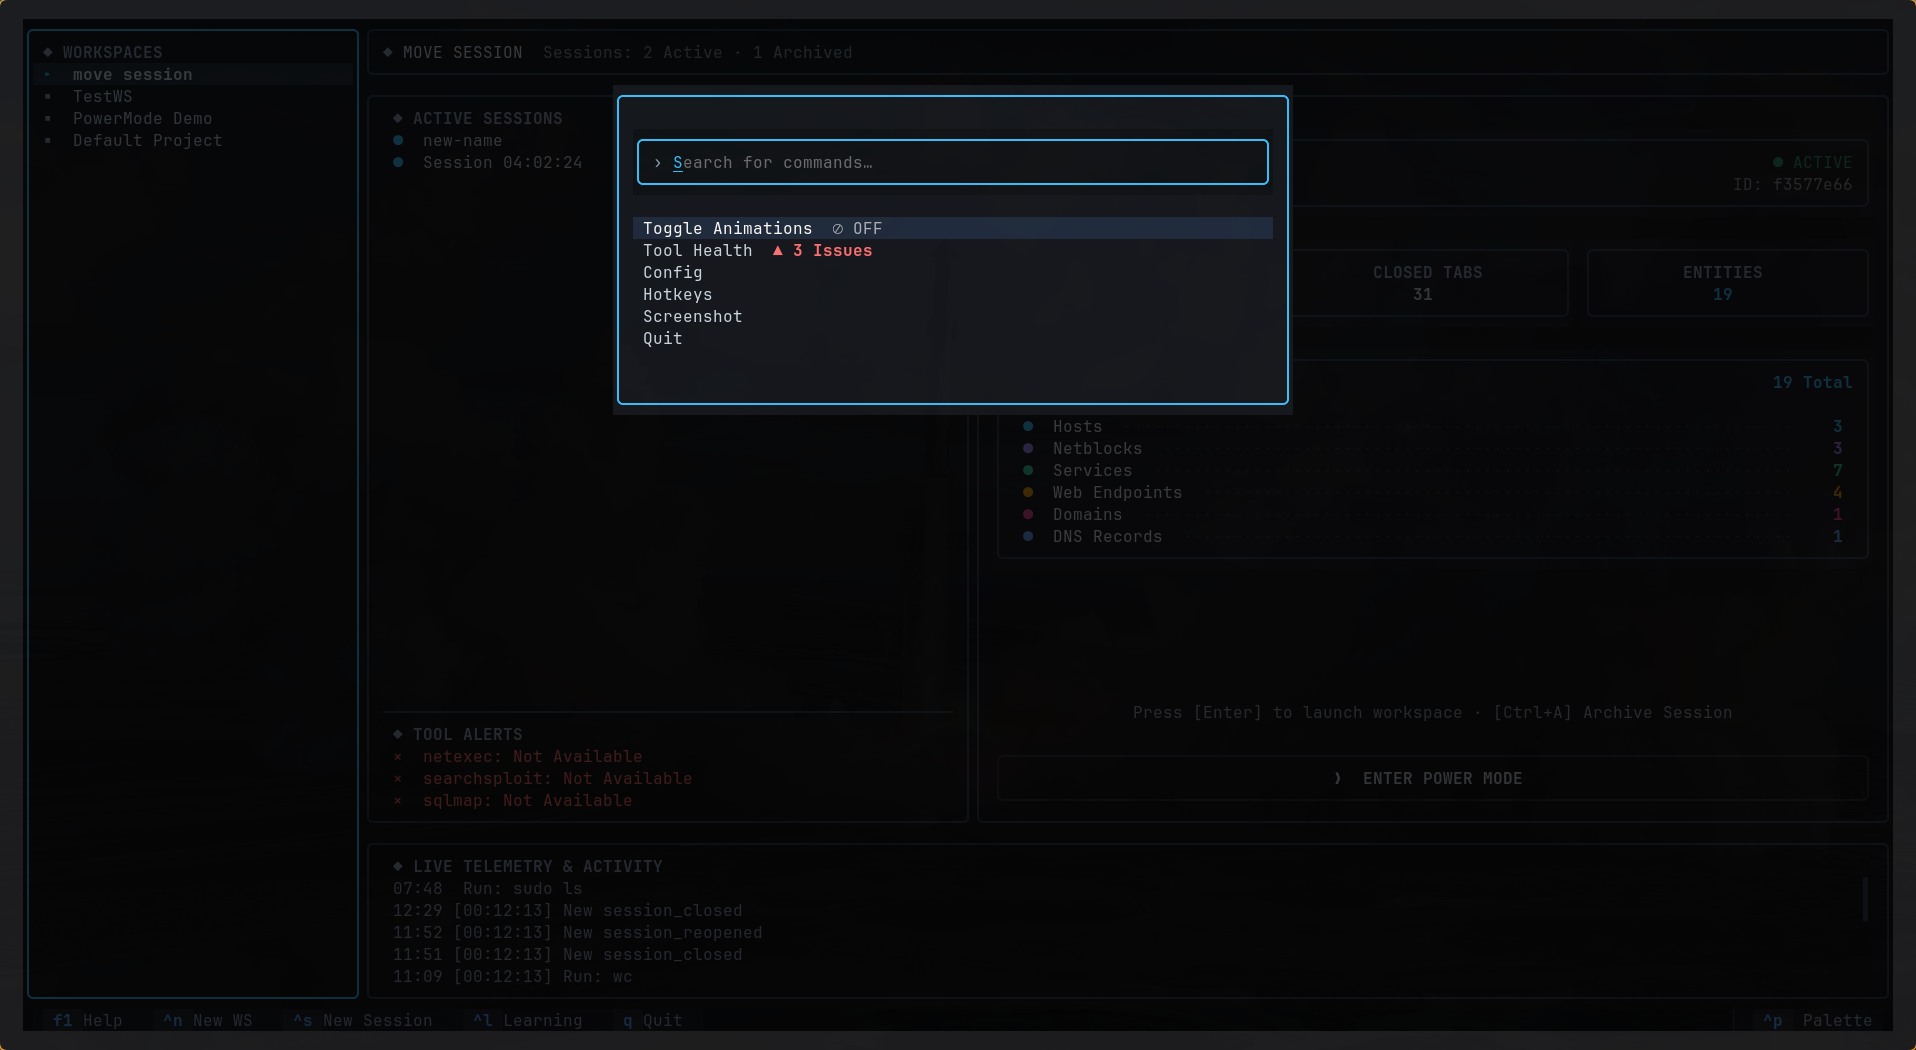 ◆ WORKSPACES
▸ move session
▪ TestWS
▪ PowerMode Demo
▪ Default Project
◆ MOVE SESSION Sessions: 2 Active · 1 Archived
◆ ACTIVE SESSIONS
● new-name
● Session 04:02:24
› Search for commands…
Toggle Animations ⊘ OFF
Tool Health ▲ 3 Issues
Config
Hotkeys
Screenshot
Quit
● ACTIVE
ID: f3577e66
CLOSED TABS
31
ENTITIES
19
19 Total
● Hosts 3
● Netblocks 3
● Services 7
● Web Endpoints 4
● Domains 1
● DNS Records 1
Press [Enter] to launch workspace · [Ctrl+A] Archive Session
❫ ENTER POWER MODE
◆ TOOL ALERTS
× netexec: Not Available
× searchsploit: Not Available
× sqlmap: Not Available
◆ LIVE TELEMETRY & ACTIVITY
07:48 Run: sudo ls
12:29 [00:12:13] New session_closed
11:52 [00:12:13] New session_reopened
11:51 [00:12:13] New session_closed
11:09 [00:12:13] Run: wc
f1 Help ^n New WS ^s New Session ^l Learning q Quit ^p Palette